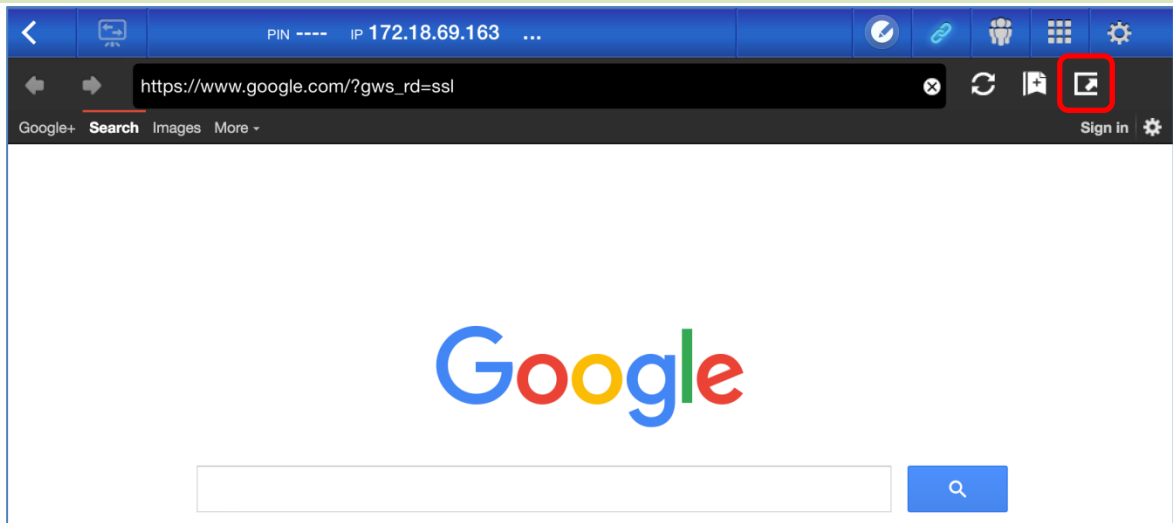 PIN ---- IP 172.18.69.163 ...
https://www.google.com/?gws_rd=ssl
Google+ Search Images More Sign in
Google